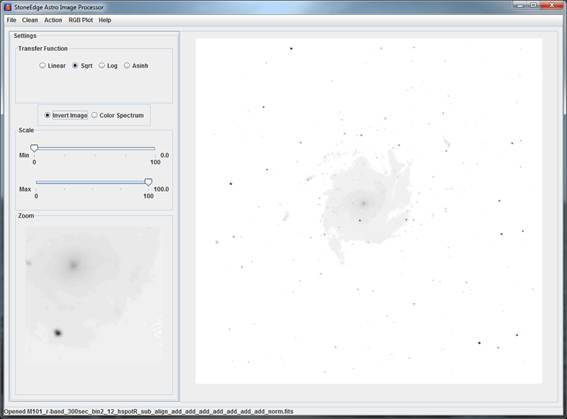 StoneEdge Astro Image Processor
File Clean Action RGB Plot Help
Settings
Transfer Function
Linear Sqrt Log Asinh
Invert Image Color Spectrum
Scale
Min 0 100 0.0
Max 0 100 100.0
Zoom
Opened M101_r-band_300sec_bin2_12_hspotR_sub_align_add_add_add_add_add_add_add_norm.fits